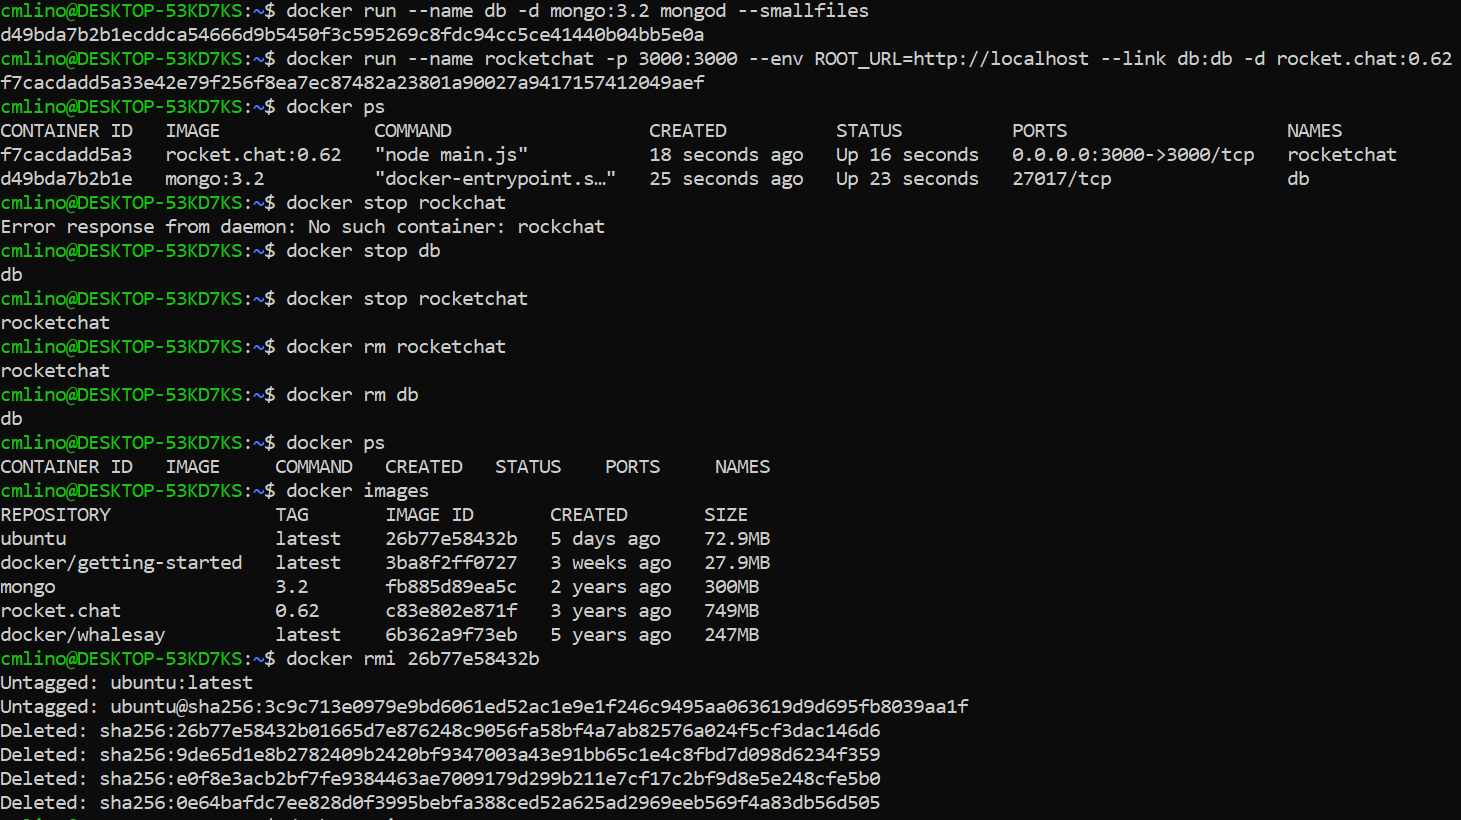 cmlino@DESKTOP-53KD7KS:~$ docker run --name db -d mongo:3.2 mongod --smallfiles
d49bda7b2b1ecddca54666d9b5450f3c595269c8fdc94cc5ce41440b04bb5e0a
cmlino@DESKTOP-53KD7KS:~$ docker run --name rocketchat -p 3000:3000 --env ROOT_URL=http://localhost --link db:db -d rocket.chat:0.62
f7cacdadd5a33e42e79f256f8ea7ec87482a23801a90027a9417157412049aef
cmlino@DESKTOP-53KD7KS:~$ docker ps
CONTAINER ID   IMAGE              COMMAND                  CREATED          STATUS          PORTS                    NAMES
f7cacdadd5a3   rocket.chat:0.62   "node main.js"           18 seconds ago   Up 16 seconds   0.0.0.0:3000->3000/tcp   rocketchat
d49bda7b2b1e   mongo:3.2          "docker-entrypoint.s…"   25 seconds ago   Up 23 seconds   27017/tcp                db
cmlino@DESKTOP-53KD7KS:~$ docker stop rockchat
Error response from daemon: No such container: rockchat
cmlino@DESKTOP-53KD7KS:~$ docker stop db
db
cmlino@DESKTOP-53KD7KS:~$ docker stop rocketchat
rocketchat
cmlino@DESKTOP-53KD7KS:~$ docker rm rocketchat
rocketchat
cmlino@DESKTOP-53KD7KS:~$ docker rm db
db
cmlino@DESKTOP-53KD7KS:~$ docker ps
CONTAINER ID   IMAGE     COMMAND   CREATED   STATUS    PORTS     NAMES
cmlino@DESKTOP-53KD7KS:~$ docker images
REPOSITORY               TAG       IMAGE ID       CREATED       SIZE
ubuntu                   latest    26b77e58432b   5 days ago    72.9MB
docker/getting-started   latest    3ba8f2ff0727   3 weeks ago   27.9MB
mongo                    3.2       fb885d89ea5c   2 years ago   300MB
rocket.chat              0.62      c83e802e871f   3 years ago   749MB
docker/whalesay          latest    6b362a9f73eb   5 years ago   247MB
cmlino@DESKTOP-53KD7KS:~$ docker rmi 26b77e58432b
Untagged: ubuntu:latest
Untagged: ubuntu@sha256:3c9c713e0979e9bd6061ed52ac1e9e1f246c9495aa063619d9d695fb8039aa1f
Deleted: sha256:26b77e58432b01665d7e876248c9056fa58bf4a7ab82576a024f5cf3dac146d6
Deleted: sha256:9de65d1e8b2782409b2420bf9347003a43e91bb65c1e4c8fbd7d098d6234f359
Deleted: sha256:e0f8e3acb2bf7fe9384463ae7009179d299b211e7cf17c2bf9d8e5e248cfe5b0
Deleted: sha256:0e64bafdc7ee828d0f3995bebfa388ced52a625ad2969eeb569f4a83db56d505